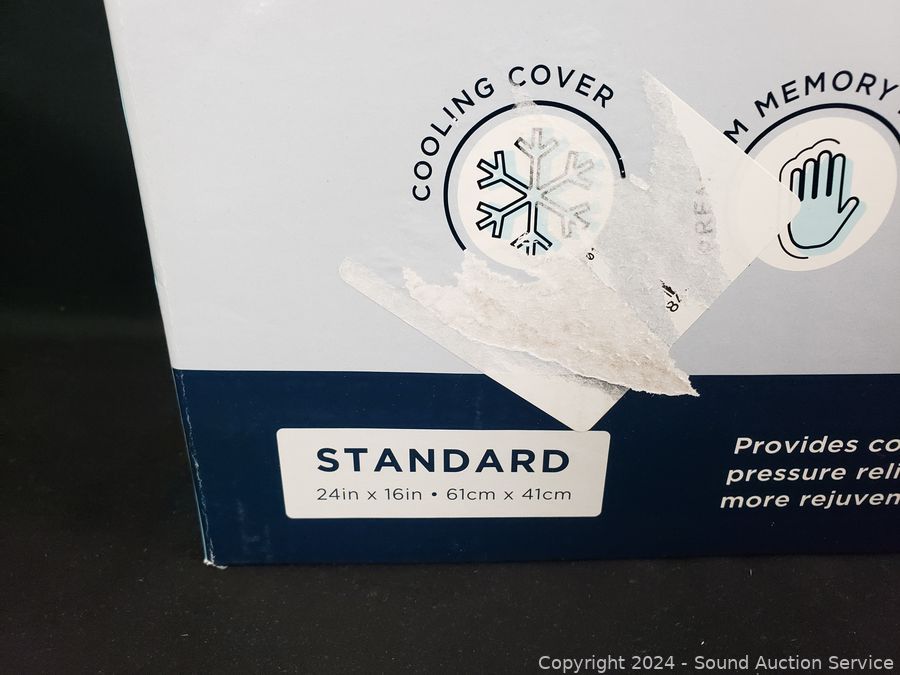 COOLING COVER
M MEMORY
STANDARD
24in x 16in • 61cm x 41cm
Provides co
pressure reli
more rejuven
Copyright 2024 - Sound Auction Service